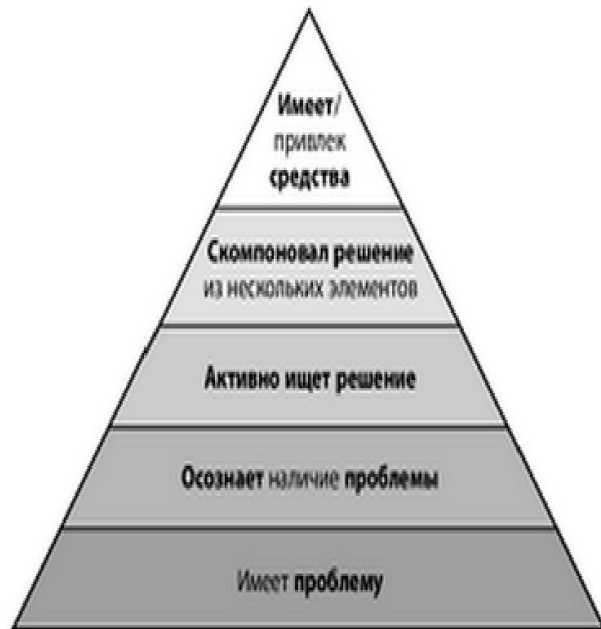 Имеет/
привлек
средства
Скомпоновал решение
из нескольких элементов
Активно ищет решение
Осознает наличие проблемы
Имеет проблему